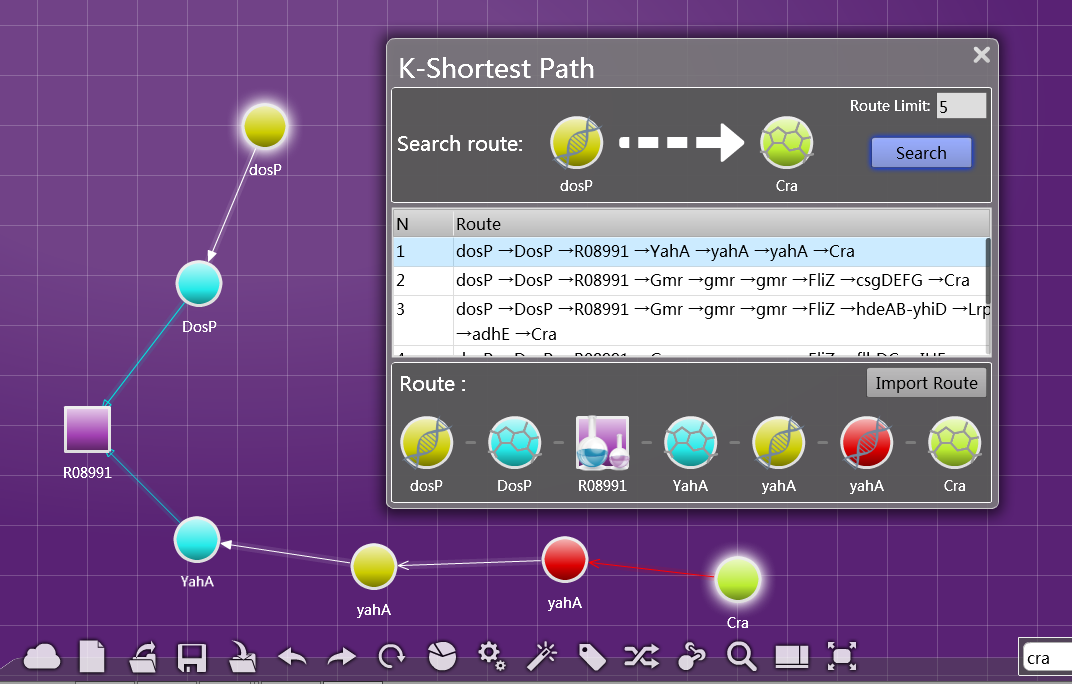 K-Shortest Path
Route Limit: 5
Search route:
Search
dosP
Cra
N Route
1 dosP →DosP →R08991 →YahA →yahA →yahA →Cra
2 dosP →DosP →R08991 →Gmr →gmr →gmr →FliZ →csgDEFG →Cra
3 dosP →DosP →R08991 →Gmr →gmr →gmr →FliZ →hdeAB-yhiD →Lrp
→adhE →Cra
Route :
Import Route
dosP DosP R08991 YahA yahA yahA Cra
dosP
DosP
R08991
YahA
yahA
yahA
Cra
cra